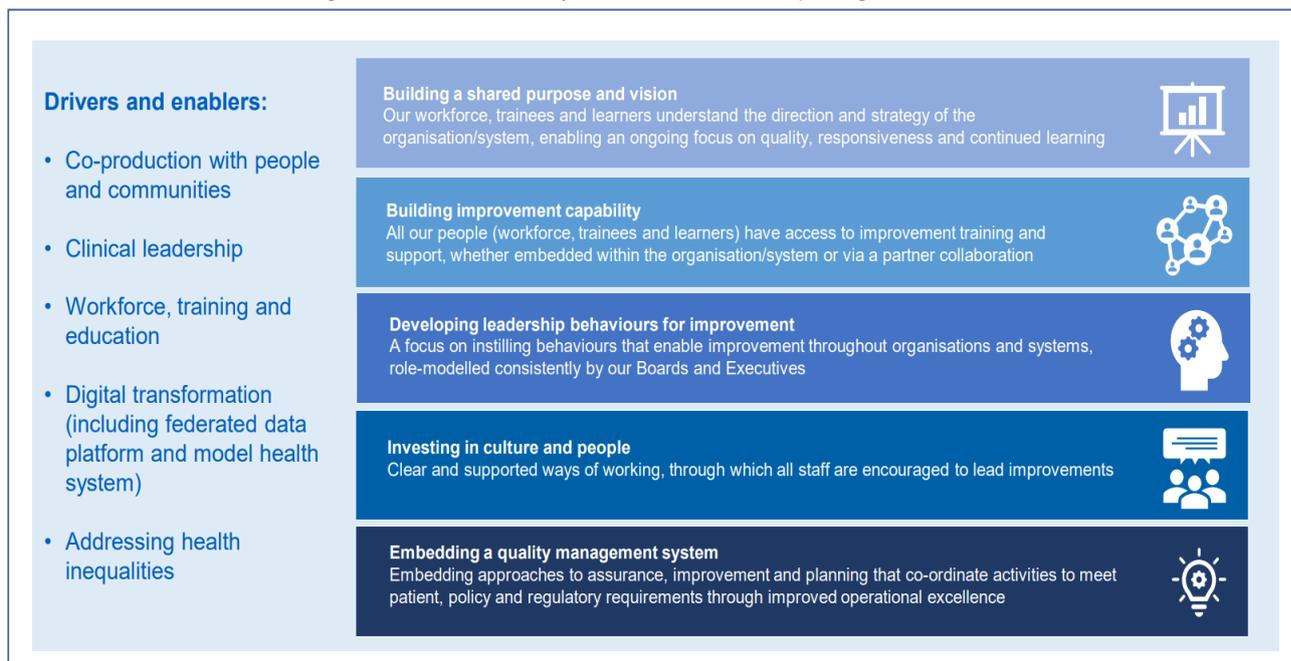 Drivers and enablers:
• Co-production with people
and communities
• Clinical leadership
• Workforce, training and
education
• Digital transformation
(including federated data
platform and model health
system)
• Addressing health
inequalities
Building a shared purpose and vision
Our workforce, trainees and learners understand the direction and strategy of the
organisation/system, enabling an ongoing focus on quality, responsiveness and continued learning
Building improvement capability
All our people (workforce, trainees and learners) have access to improvement training and
support, whether embedded within the organisation/system or via a partner collaboration
Developing leadership behaviours for improvement
A focus on instilling behaviours that enable improvement throughout organisations and systems,
role-modelled consistently by our Boards and Executives
Investing in culture and people
Clear and supported ways of working, through which all staff are encouraged to lead improvements
Embedding a quality management system
Embedding approaches to assurance, improvement and planning that co-ordinate activities to meet
patient, policy and regulatory requirements through improved operational excellence